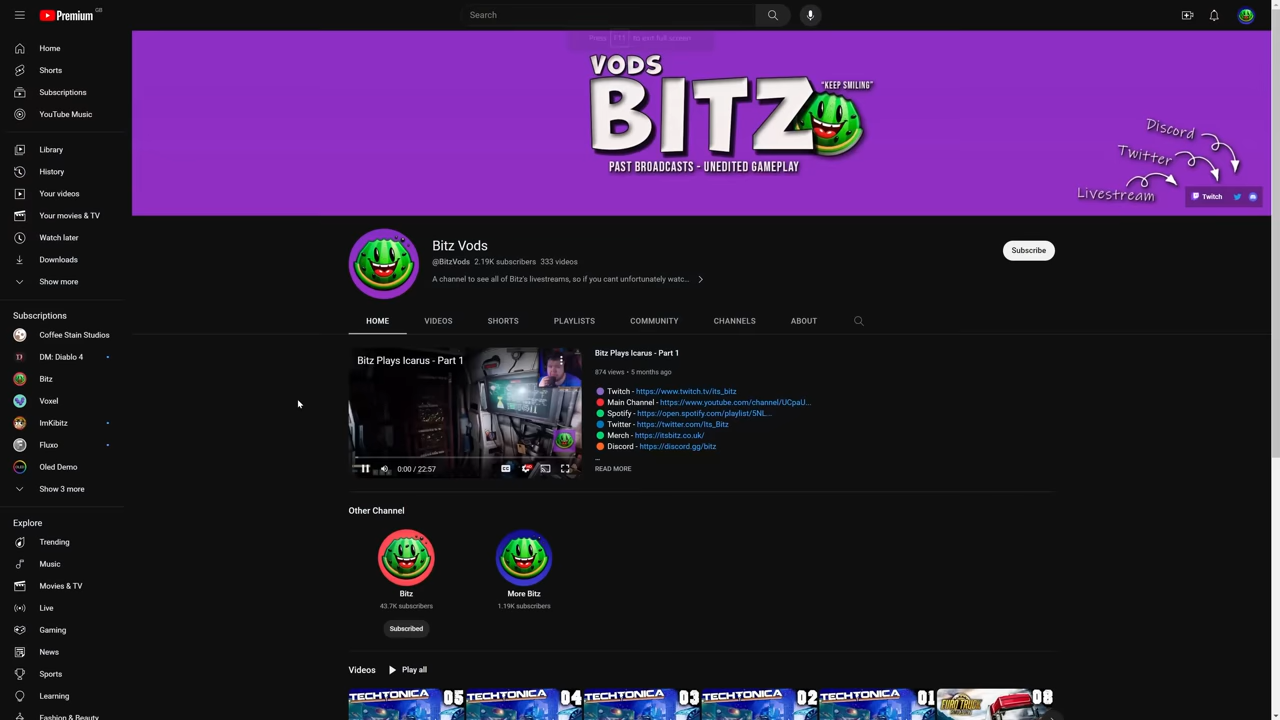 Premium GB
Search
Press F11 to exit full screen
Home
Shorts
Subscriptions
YouTube Music
Library
History
Your videos
Your movies & TV
Watch later
Downloads
Show more
Subscriptions
Coffee Stain Studios
DM: Diablo 4
Bitz
Voxel
ImKibitz
Fluxo
Oled Demo
Show 3 more
Explore
Trending
Music
Movies & TV
Live
Gaming
News
Sports
Learning
Fashion & Beauty
VODS
BITZ
"KEEP SMILING"
PAST BROADCASTS - UNEDITED GAMEPLAY
Discord
Twitter
Livestream
Twitch
Bitz Vods
@BitzVods 2.19K subscribers 333 videos
A channel to see all of Bitz's livestreams, so if you cant unfortunately watc...
Subscribe
HOME VIDEOS SHORTS PLAYLISTS COMMUNITY CHANNELS ABOUT
Bitz Plays Icarus - Part 1
0:00 / 22:57
Bitz Plays Icarus - Part 1
874 views • 5 months ago
Twitch - https://www.twitch.tv/its_bitz
Main Channel - https://www.youtube.com/channel/UCpaU...
Spotify - https://open.spotify.com/playlist/5NL...
Twitter - https://twitter.com/Its_Bitz
Merch - https://itsbitz.co.uk/
Discord - https://discord.gg/bitz
...
READ MORE
Other Channel
Bitz
43.7K subscribers
Subscribed
More Bitz
1.19K subscribers
Videos Play all
TECHTONICA 05
TECHTONICA 04
TECHTONICA 03
TECHTONICA 02
TECHTONICA 01
EURO TRUCK 08